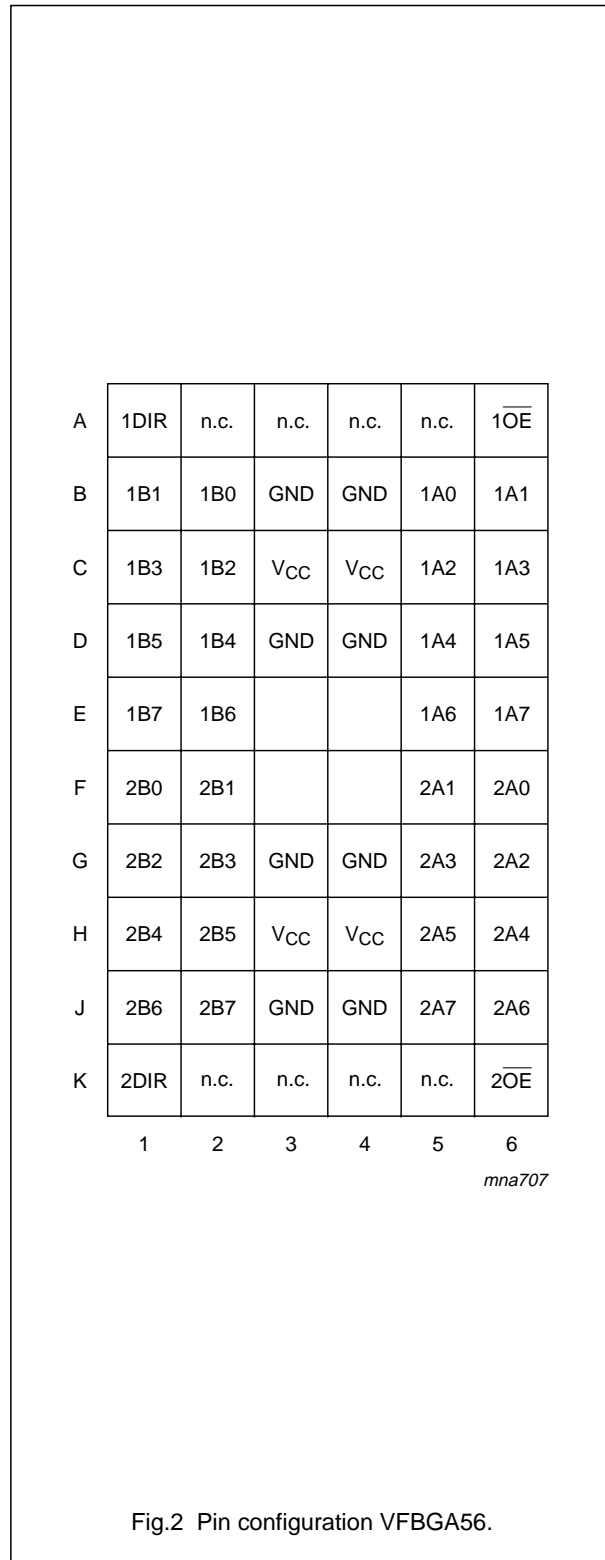 A 1DIR n.c. n.c. n.c. n.c. 1O̅E̅
B 1B1 1B0 GND GND 1A0 1A1
C 1B3 1B2 VCC VCC 1A2 1A3
D 1B5 1B4 GND GND 1A4 1A5
E 1B7 1B6 1A6 1A7
F 2B0 2B1 2A1 2A0
G 2B2 2B3 GND GND 2A3 2A2
H 2B4 2B5 VCC VCC 2A5 2A4
J 2B6 2B7 GND GND 2A7 2A6
K 2DIR n.c. n.c. n.c. n.c. 2O̅E̅
1 2 3 4 5 6
mna707
Fig.2 Pin configuration VFBGA56.